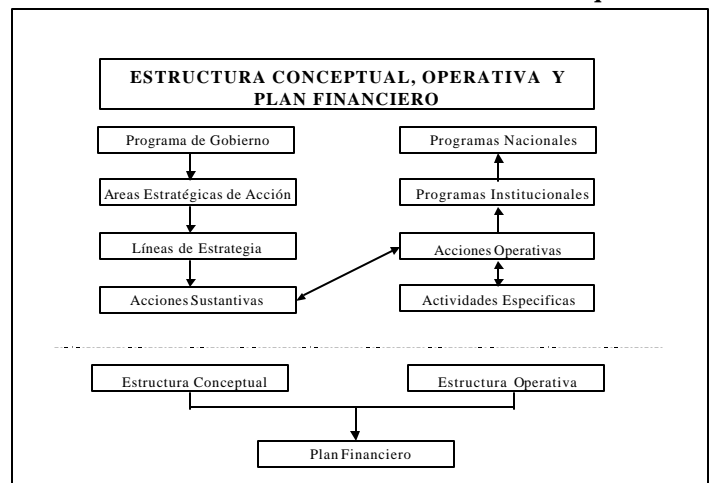 ESTRUCTURA CONCEPTUAL, OPERATIVA Y
PLAN FINANCIERO
Programa de Gobierno
Areas Estratégicas de Acción
Líneas de Estrategia
Acciones Sustantivas
Programas Nacionales
Programas Institucionales
Acciones Operativas
Actividades Especificas
Estructura Conceptual
Estructura Operativa
Plan Financiero